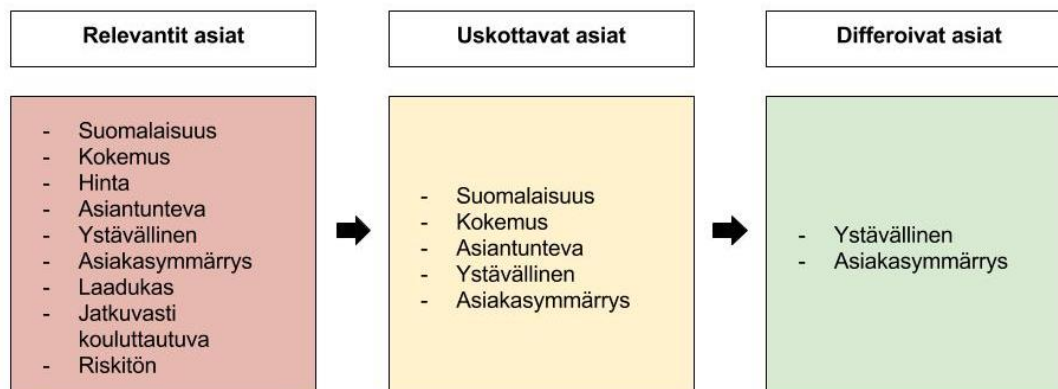 Relevantit asiat
- Suomalaisuus
- Kokemus
- Hinta
- Asiantunteva
- Ystävällinen
- Asiakasymmärrys
- Laadukas
- Jatkuvasti
kouluttautuva
- Riskitön
Uskottavat asiat
- Suomalaisuus
- Kokemus
- Asiantunteva
- Ystävällinen
- Asiakasymmärrys
Differoivat asiat
- Ystävällinen
- Asiakasymmärrys